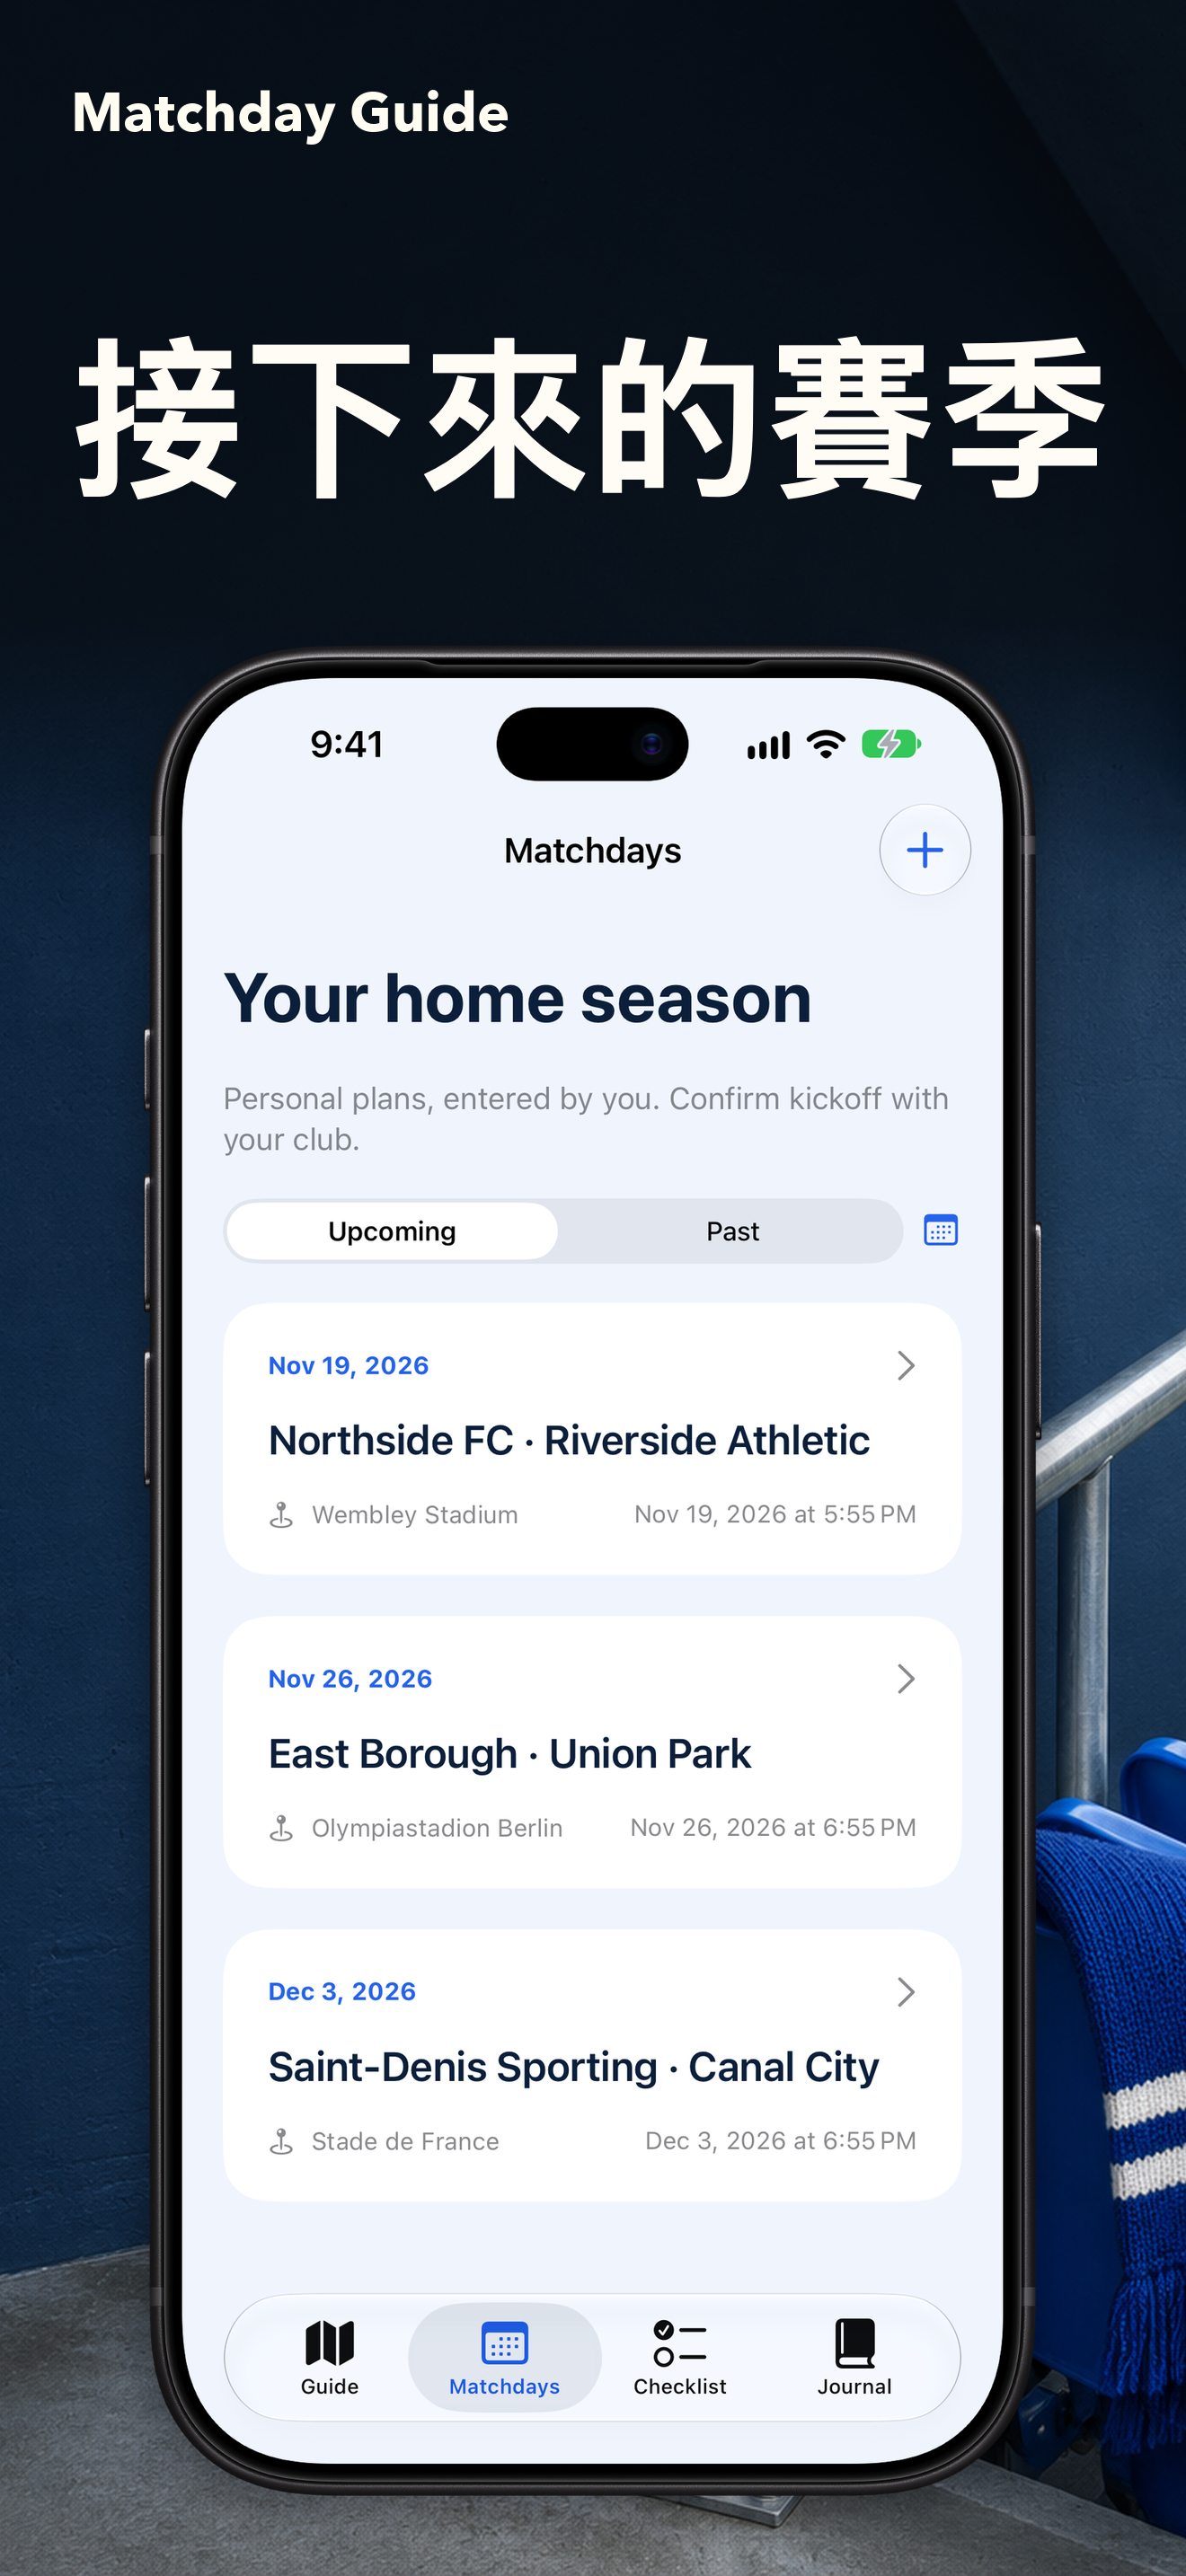 Matchday Guide
接下來的賽季
9:41
Matchdays
Your home season
Personal plans, entered by you. Confirm kickoff with
your club.
Upcoming Past
Nov 19, 2026
Northside FC · Riverside Athletic
Wembley Stadium Nov 19, 2026 at 5:55 PM
Nov 26, 2026
East Borough · Union Park
Olympiastadion Berlin Nov 26, 2026 at 6:55 PM
Dec 3, 2026
Saint-Denis Sporting · Canal City
Stade de France Dec 3, 2026 at 6:55 PM
Guide Matchdays Checklist Journal